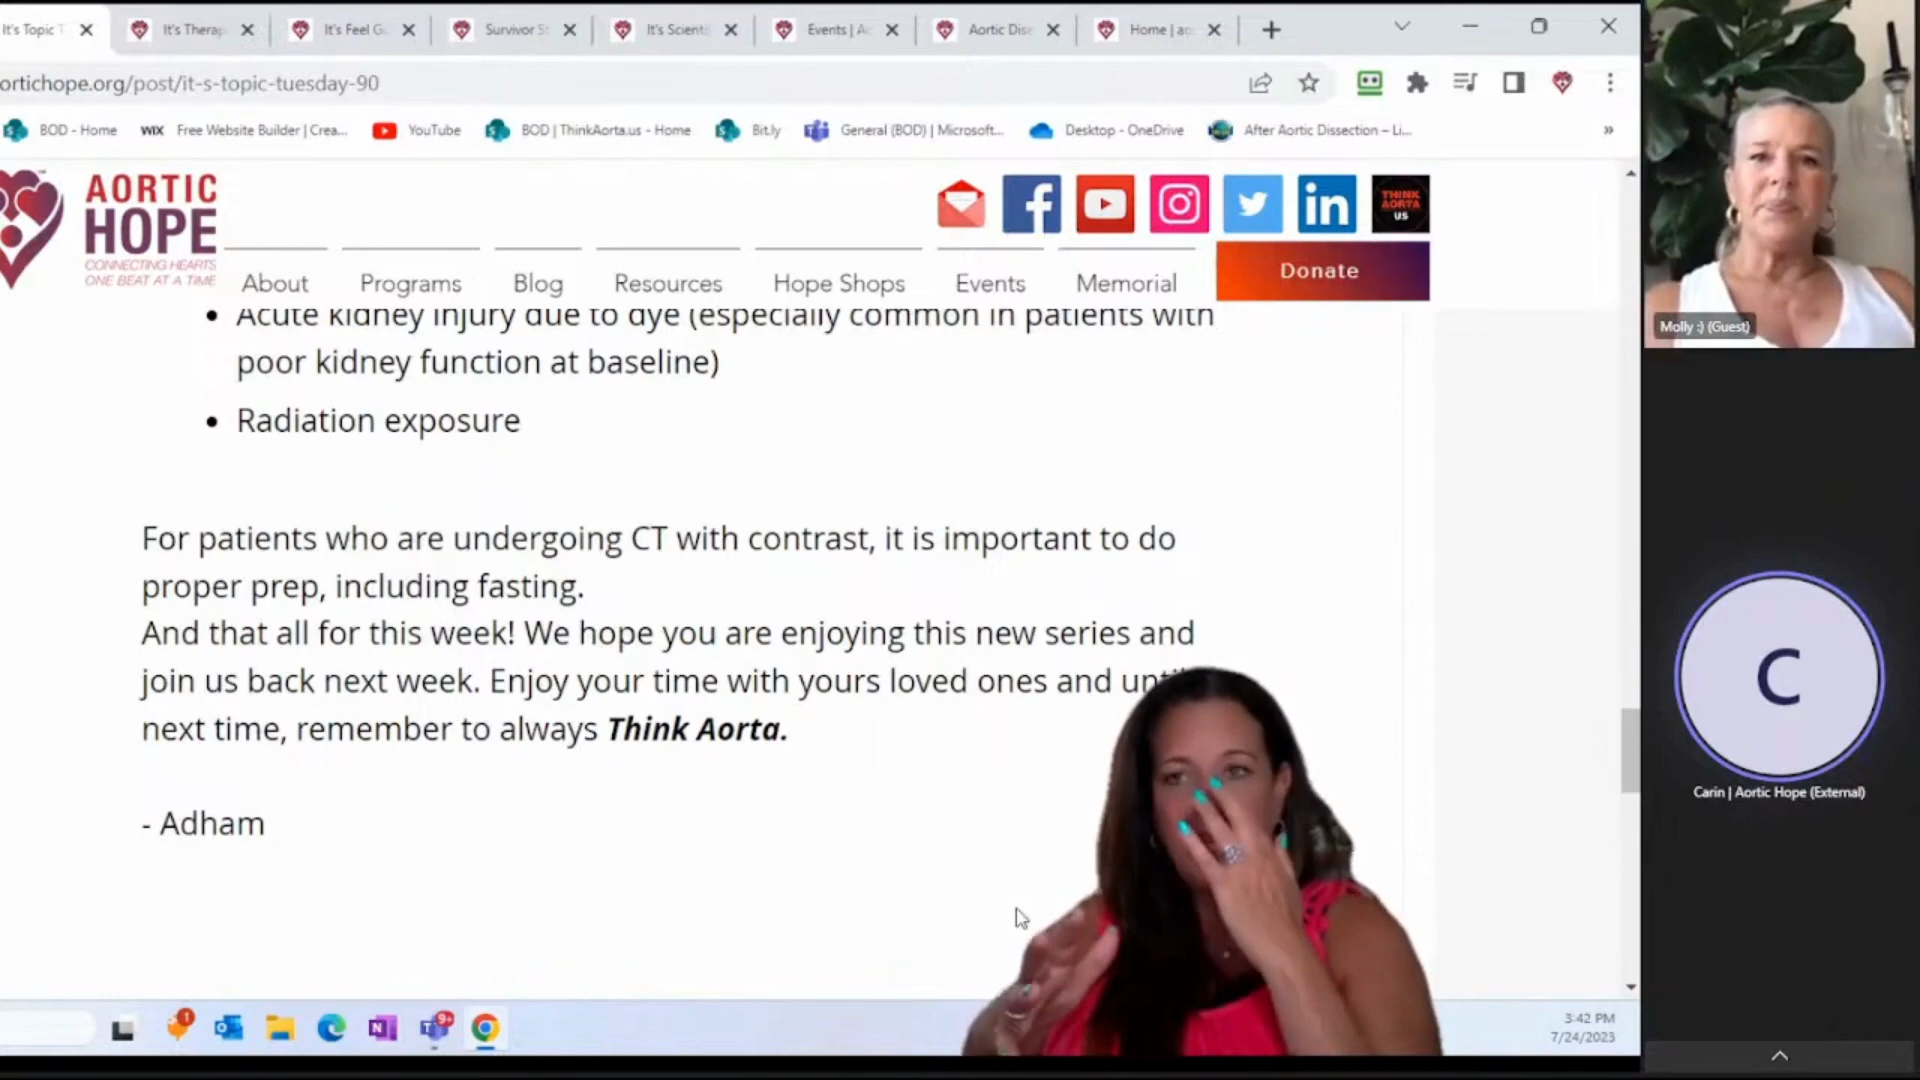 It's Topic T
It's Therap
It's Feel G
Survivor St
It's Scienti
Events | A
Aortic Diss
Home | ao
ortichope.org/post/it-s-topic-tuesday-90
BOD - Home
WIX Free Website Builder | Crea...
YouTube
BOD | ThinkAorta.us - Home
Bit.ly
General (BOD) | Microsoft...
Desktop - OneDrive
After Aortic Dissection – Li...
»
AORTIC
HOPE
CONNECTING HEARTS
ONE BEAT AT A TIME
THINK
AORTA
US
About
Programs
Blog
Resources
Hope Shops
Events
Memorial
Donate
• Acute kidney injury due to dye (especially common in patients with
poor kidney function at baseline)
• Radiation exposure
For patients who are undergoing CT with contrast, it is important to do
proper prep, including fasting.
And that all for this week! We hope you are enjoying this new series and
join us back next week. Enjoy your time with yours loved ones and until
next time, remember to always Think Aorta.
- Adham
1
9+
3:42 PM
7/24/2023
Molly :) (Guest)
C
Carin | Aortic Hope (External)